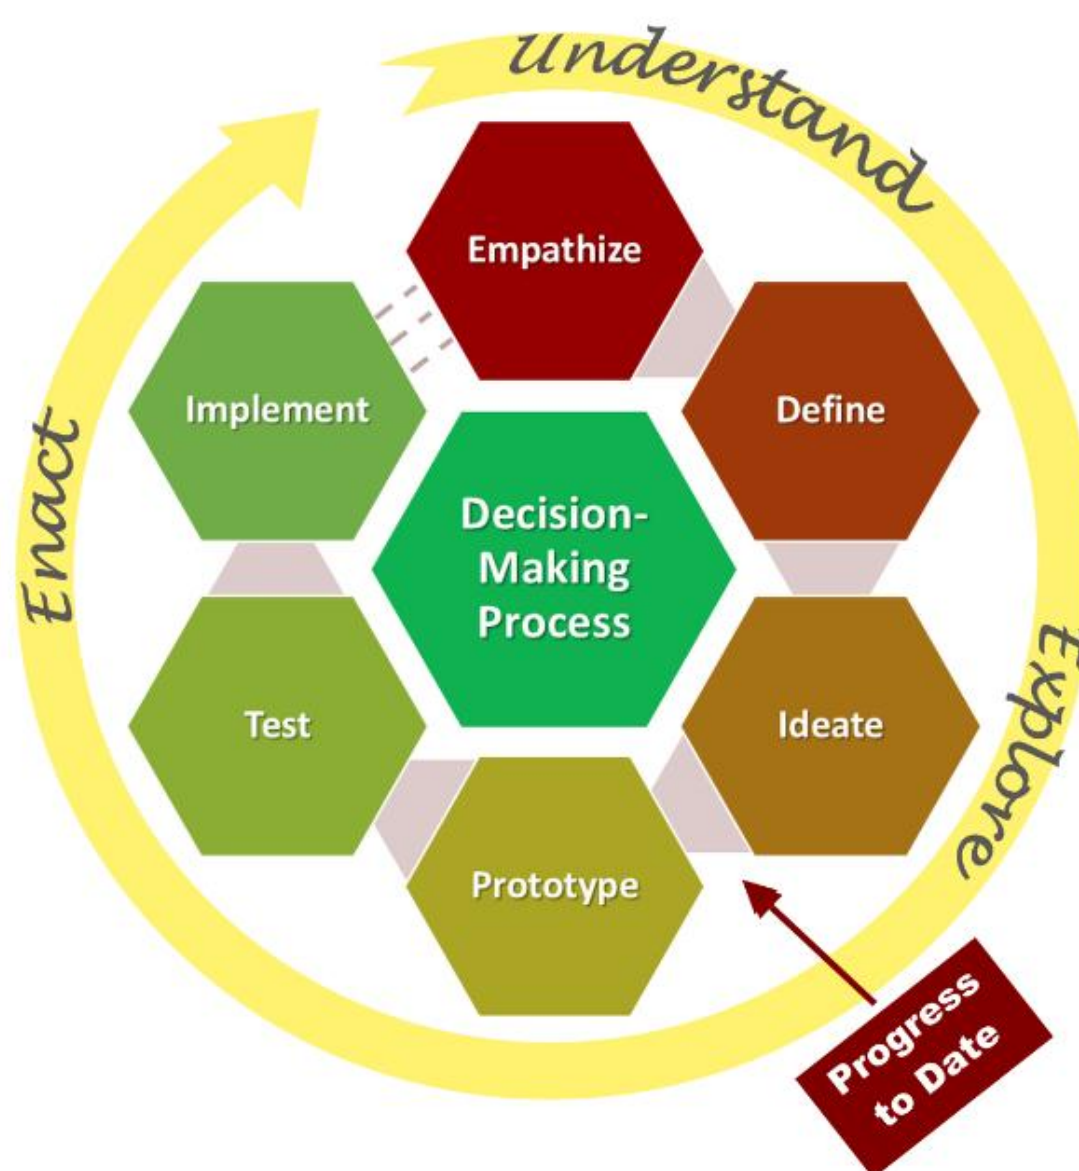 Understand
Empathize
Define
Implement
Decision-
Making
Process
Enact
Explore
Ideate
Test
Prototype
Progress
to Date